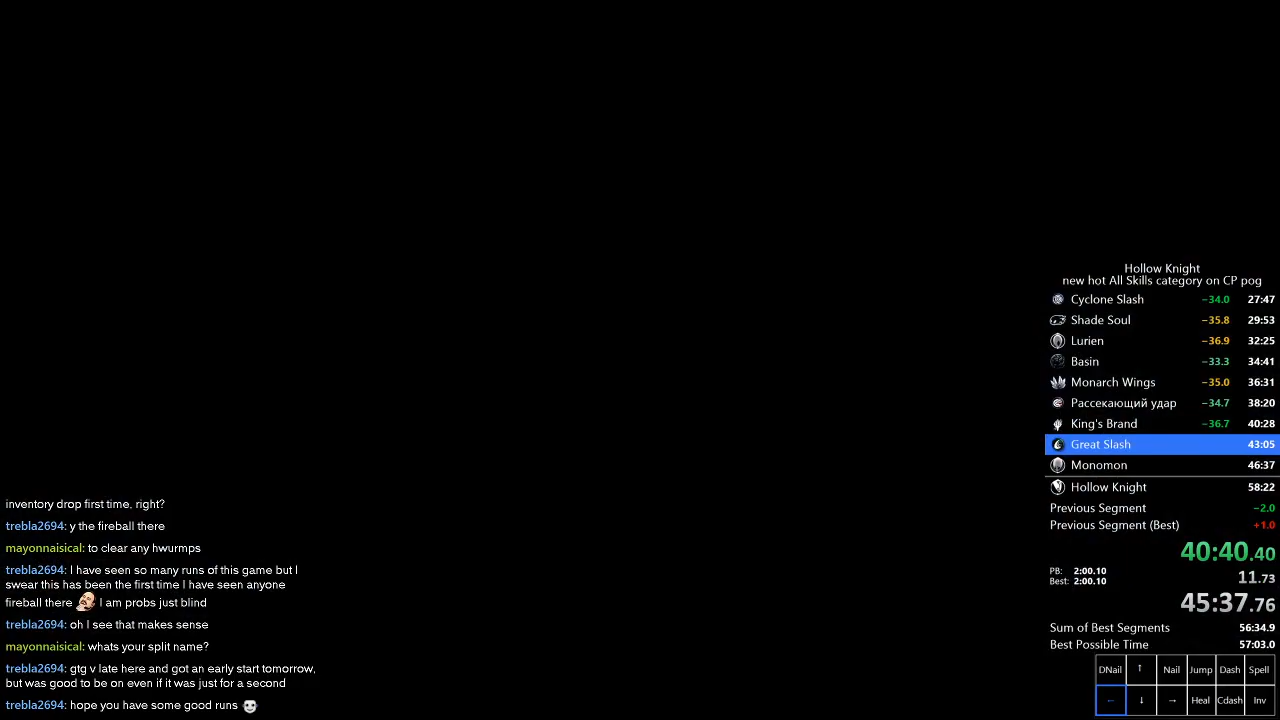 Hollow Knight
new hot All Skills category on CP pog
Cyclone Slash −34.0 27:47
Shade Soul −35.8 29:53
Lurien −36.9 32:25
Basin −33.3 34:41
Monarch Wings −35.0 36:31
Рассекающий удар −34.7 38:20
King's Brand −36.7 40:28
Great Slash 43:05
Monomon 46:37
Hollow Knight 58:22
Previous Segment −2.0
Previous Segment (Best) +1.0
40:40.40
PB: 2:00.10
Best: 2:00.10
11.73
45:37.76
Sum of Best Segments 56:34.9
Best Possible Time 57:03.0
DNail ↑ Nail Jump Dash Spell
← ↓ → Heal Cdash Inv
inventory drop first time, right?
trebla2694: y the fireball there
mayonnaisical: to clear any hwurmps
trebla2694: I have seen so many runs of this game but I
swear this has been the first time I have seen anyone
fireball there I am probs just blind
trebla2694: oh I see that makes sense
mayonnaisical: whats your split name?
trebla2694: gtg v late here and got an early start tomorrow,
but was good to be on even if it was just for a second
trebla2694: hope you have some good runs